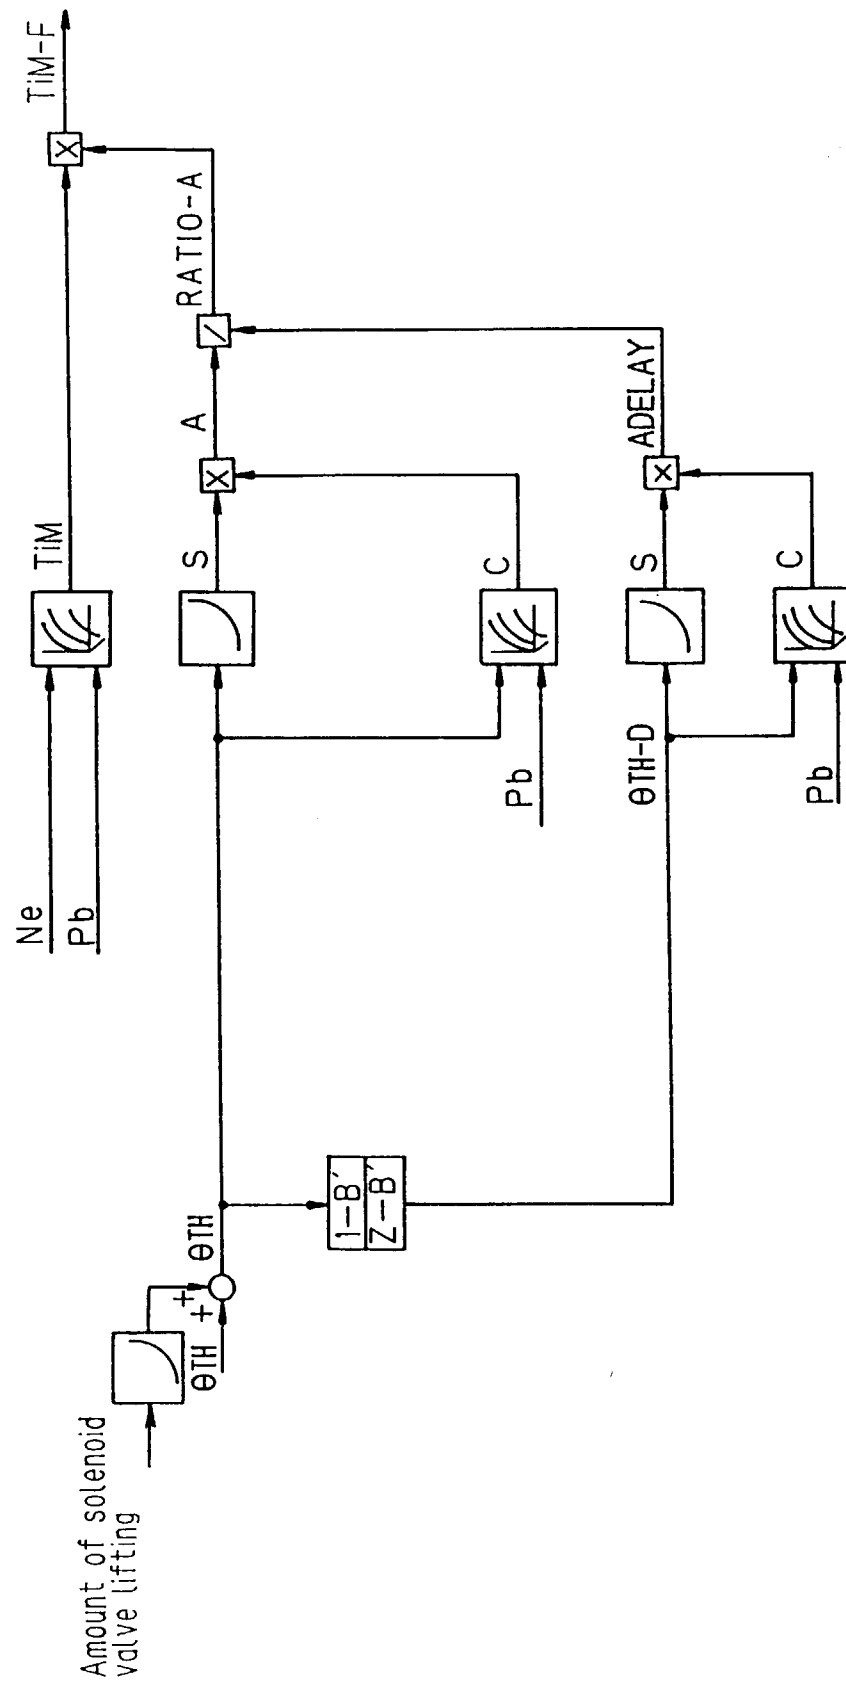 Amount of solenoid
valve lifting
θTH
+
+
θTH
1-B´
Z-B´
Ne
Pb
TiM
X
TiM-F
S
X
A
/
RATIO-A
Pb
C
θTH-D
S
X
ADELAY
Pb
C